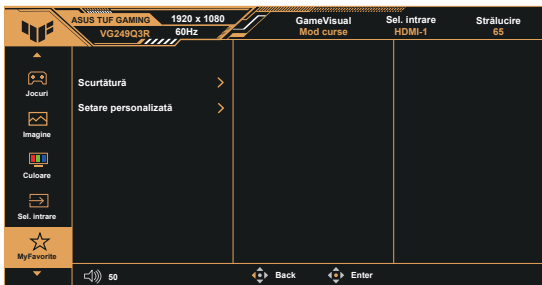 ASUS TUF GAMING
VG249Q3R
1920 x 1080
60Hz
GameVisual
Mod curse
Sel. intrare
HDMI-1
Strălucire
65
Jocuri
Imagine
Culoare
Sel. intrare
MyFavorite
Scurtătură
Setare personalizată
50
Back
Enter